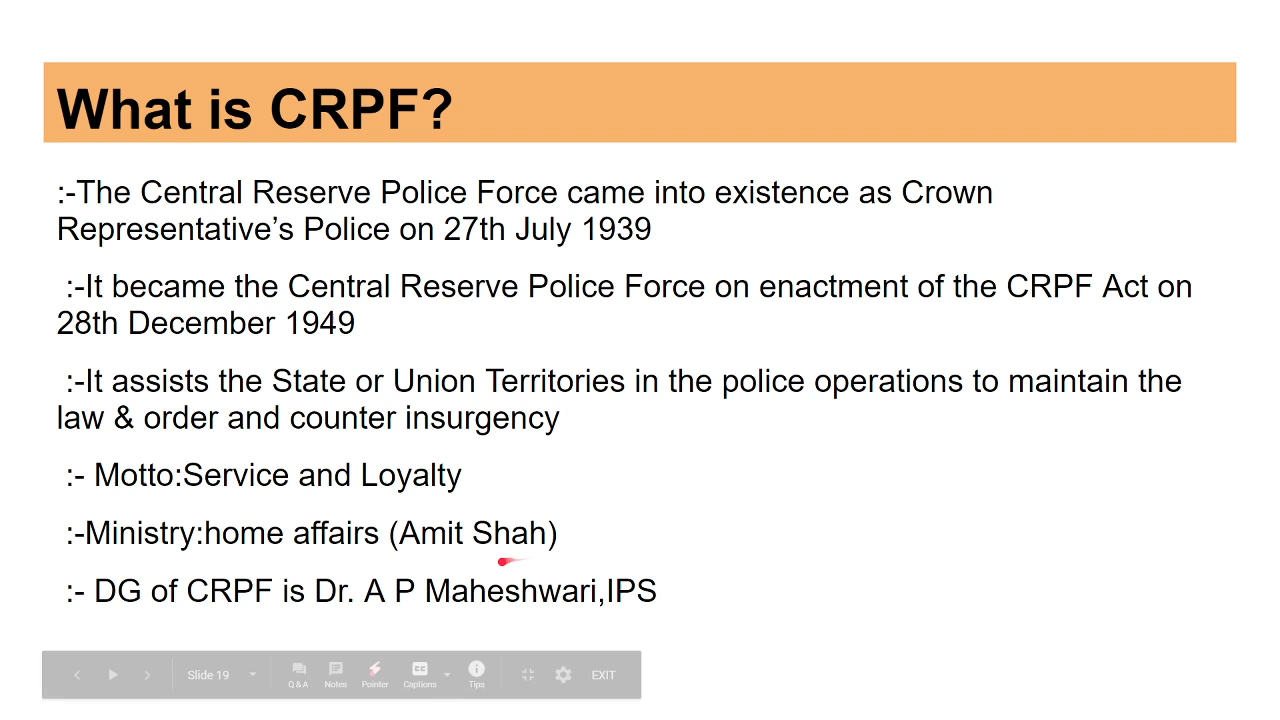 What is CRPF?
:-The Central Reserve Police Force came into existence as Crown
Representative’s Police on 27th July 1939
:-It became the Central Reserve Police Force on enactment of the CRPF Act on
28th December 1949
:-It assists the State or Union Territories in the police operations to maintain the
law & order and counter insurgency
:- Motto:Service and Loyalty
:-Ministry:home affairs (Amit Shah)
:- DG of CRPF is Dr. A P Maheshwari,IPS
Slide 19 Q & A Notes Pointer CC Captions Tips EXIT